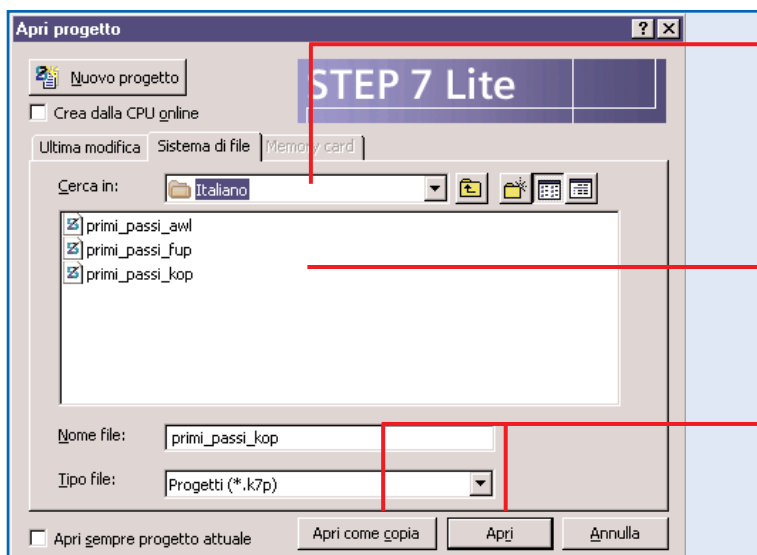 Apri progetto
Nuovo progetto
STEP 7 Lite
Crea dalla CPU online
Ultima modifica Sistema di file Memory card
Cerca in: Italiano
primi_passi_awl
primi_passi_fup
primi_passi_kop
Nome file: primi_passi_kop
Tipo file: Progetti (*.k7p)
Apri sempre progetto attuale Apri come copia Apri Annulla